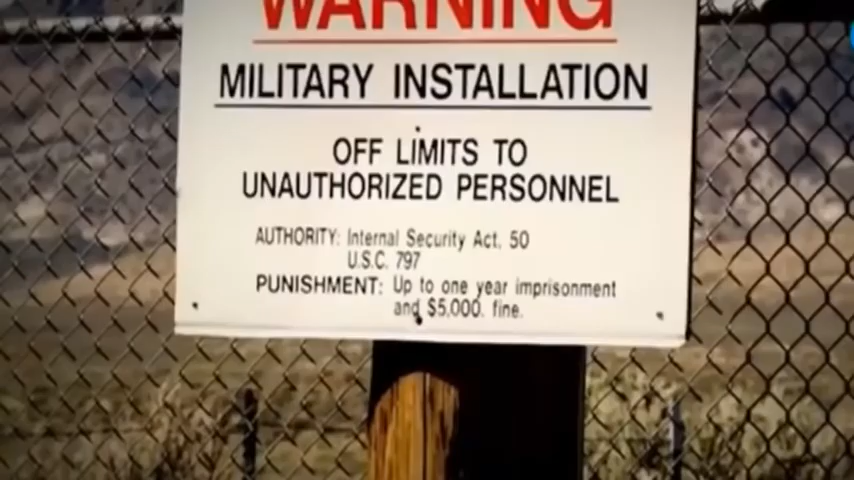 WARNING
MILITARY INSTALLATION
OFF LIMITS TO
UNAUTHORIZED PERSONNEL
AUTHORITY: Internal Security Act, 50
U.S.C. 797
PUNISHMENT: Up to one year imprisonment
and $5,000. fine.